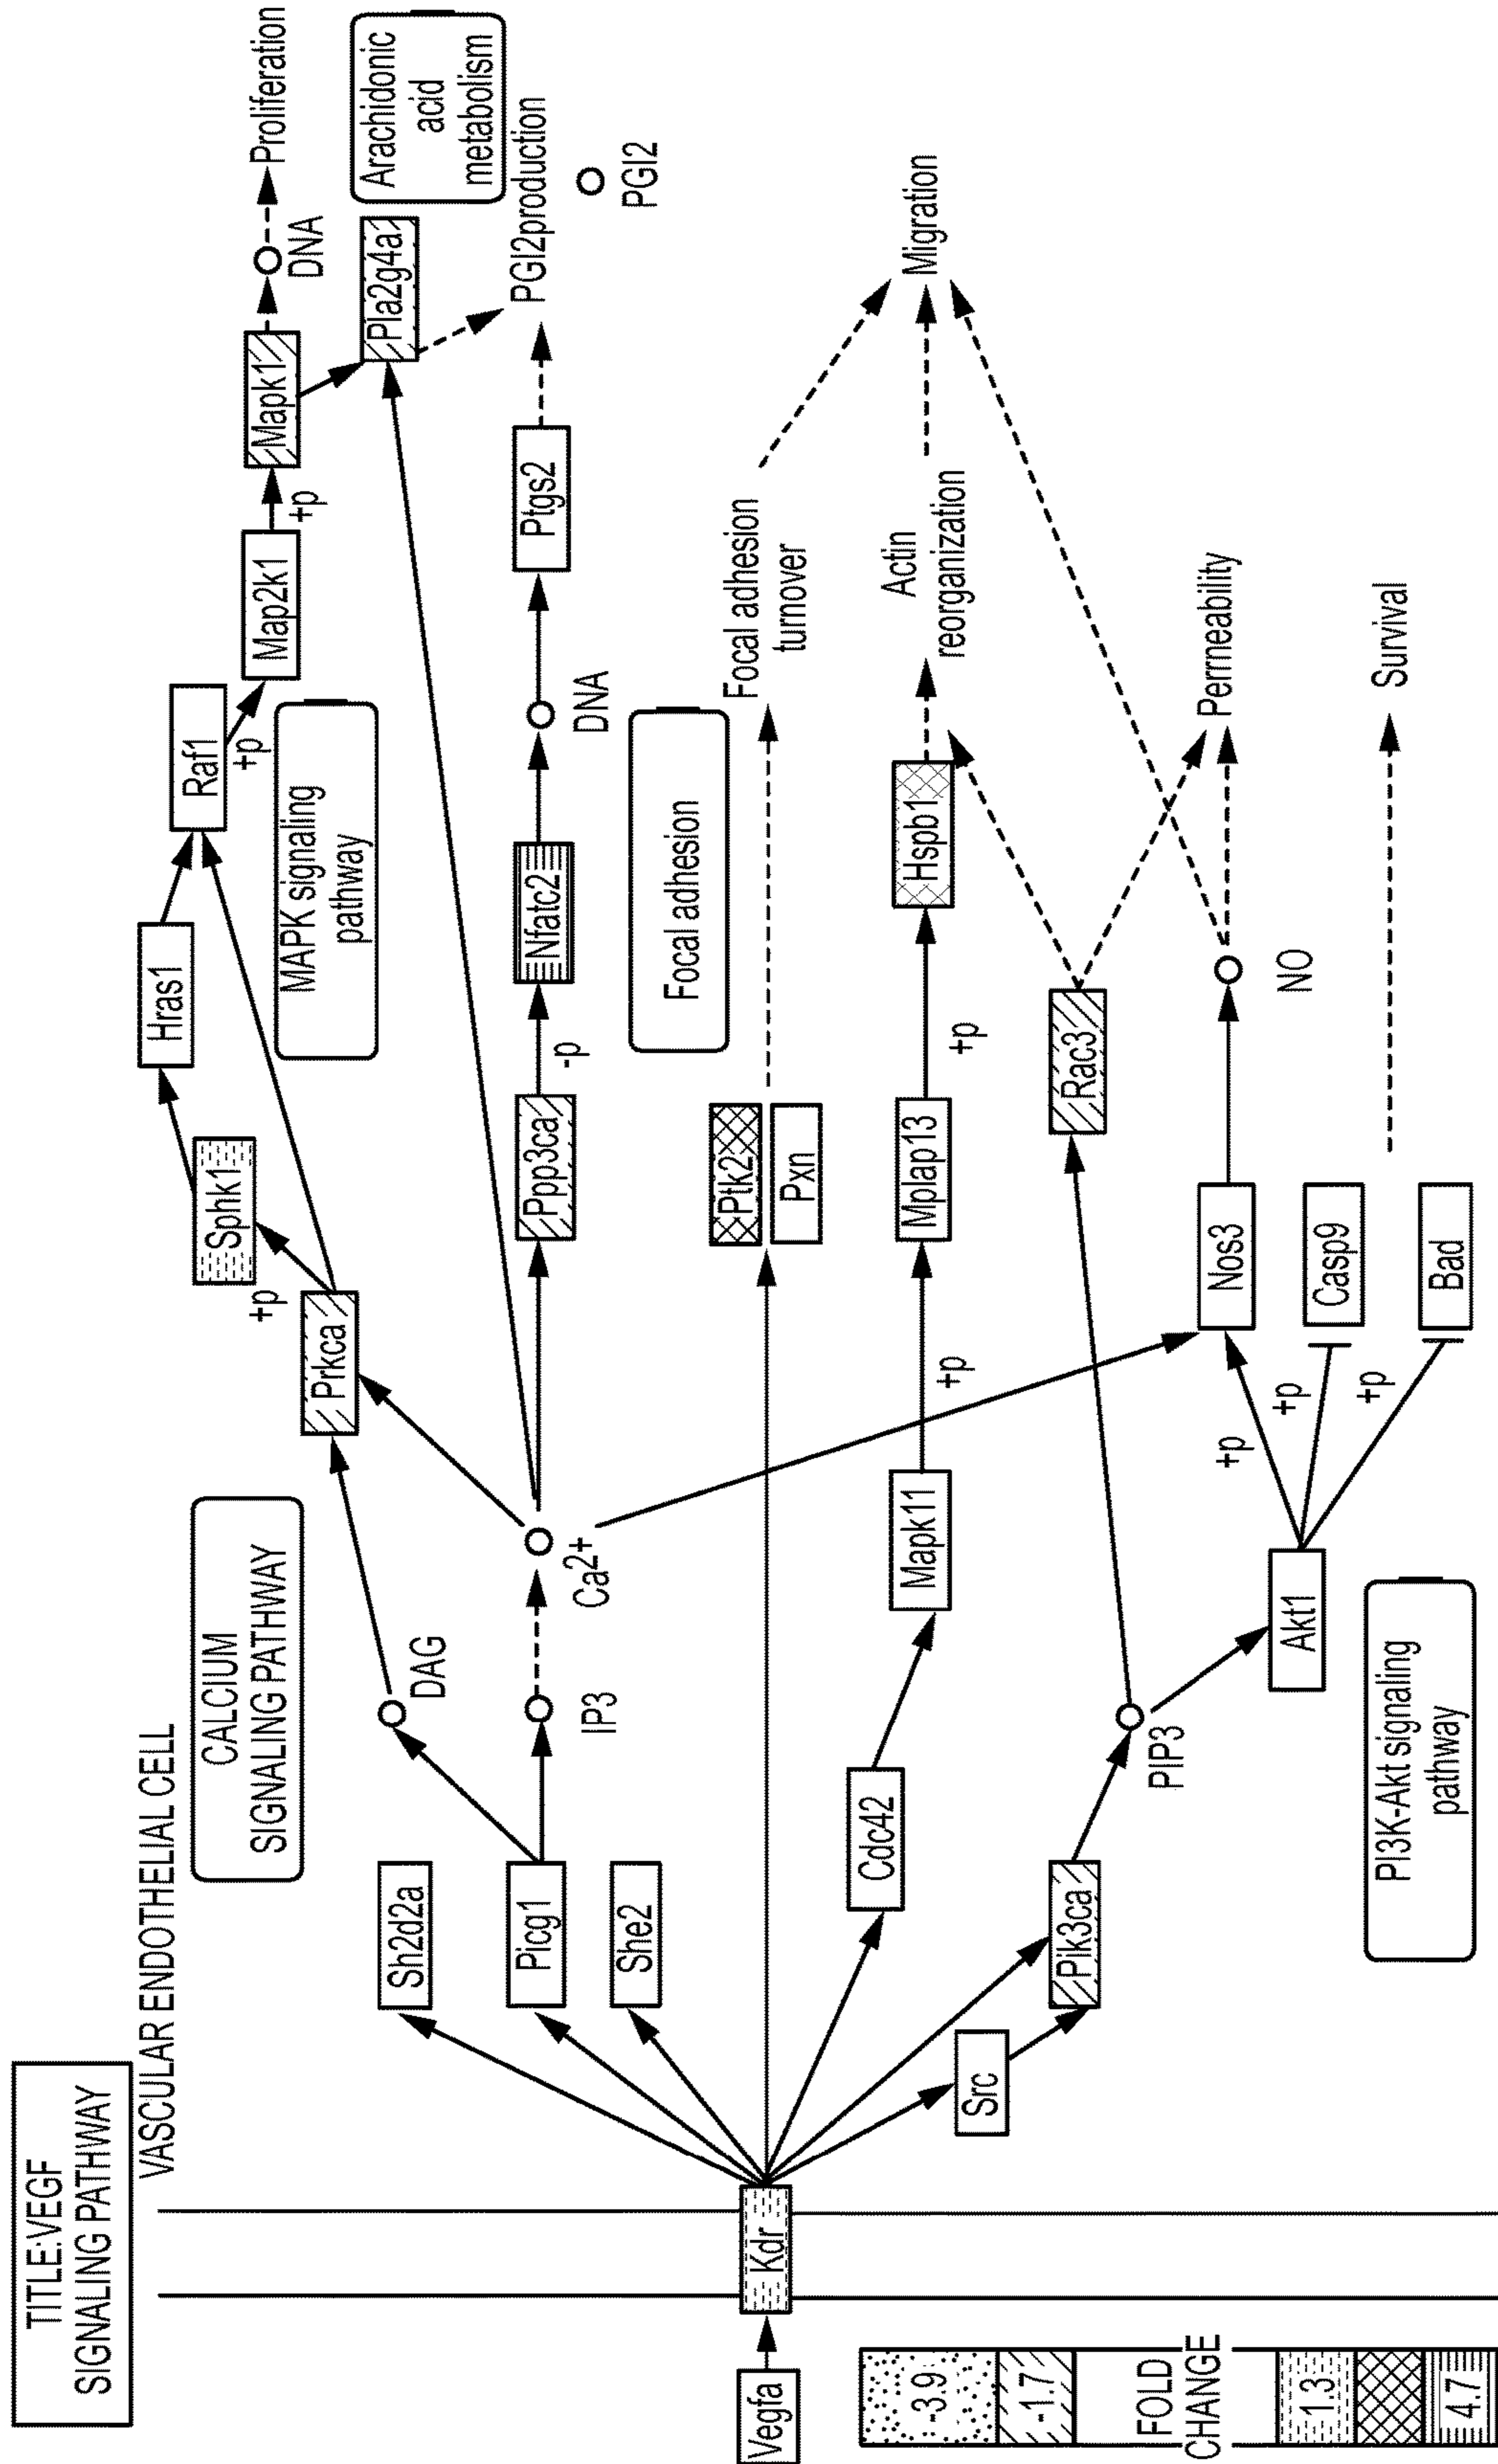 TITLE:VEGF
SIGNALING PATHWAY
VASCULAR ENDOTHELIAL CELL
CALCIUM
SIGNALING PATHWAY
Hras1
Raf1
Sphk1
+p
+p
Map2k1
+p
Mapk1
DNA
Proliferation
MAPK signaling
pathway
Prkca
DAG
Sh2d2a
Pla2g4a
Arachidonic
acid
metabolism
Picg1
IP3
Ca2+
Ppp3ca
-p
Nfatc2
DNA
Ptgs2
PGI2production
PGI2
She2
Focal adhesion
Vegfa
Kdr
Ptk2
Pxn
Focal adhesion
turnover
Cdc42
Mapk11
+p
Mplap13
+p
Hspb1
Actin
reorganization
Migration
Src
Pik3ca
PIP3
Rac3
Akt1
+p
+p
+p
Nos3
NO
Perrneability
Casp9
Bad
Survival
PI3K-Akt signaling
pathway
-3.9
-1.7
FOLD
CHANGE
1.3
4.7